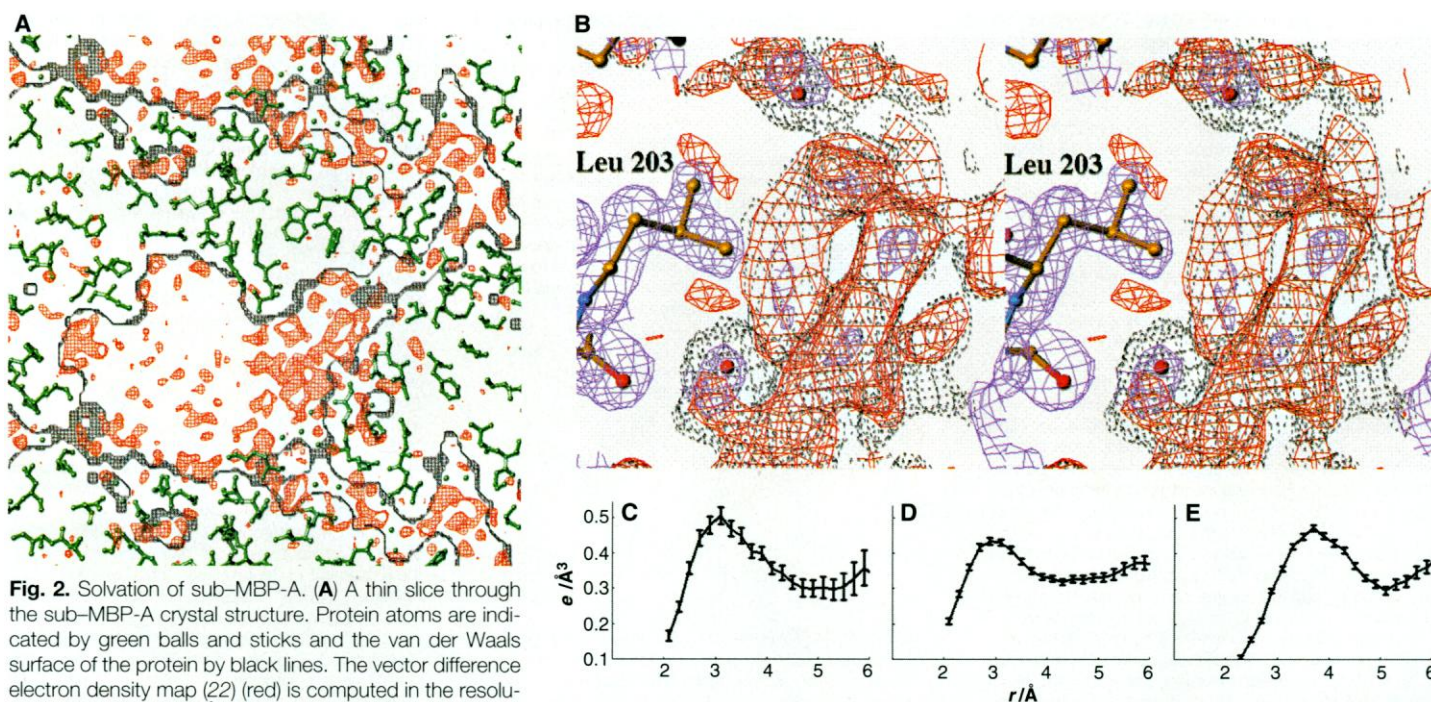 A
B
Leu 203
Leu 203
Fig. 2. Solvation of sub–MBP-A. (A) A thin slice through
the sub–MBP-A crystal structure. Protein atoms are indi-
cated by green balls and sticks and the van der Waals
surface of the protein by black lines. The vector difference
electron density map (22) (red) is computed in the resolu-
C
D
E
0.5
0.4
0.3
0.2
0.1
e /Å³
2 3 4 5 6
2 3 4 5 6
2 3 4 5 6
r /Å